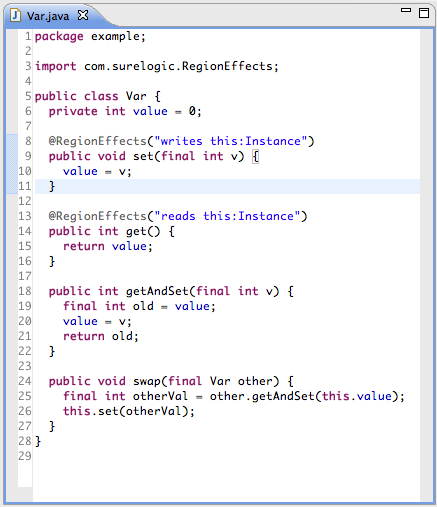 Var.java
1 package example;
2
3 import com.surelogic.RegionEffects;
4
5 public class Var {
6   private int value = 0;
7
8   @RegionEffects("writes this:Instance")
9   public void set(final int v) {
10     value = v;
11   }
12
13   @RegionEffects("reads this:Instance")
14   public int get() {
15     return value;
16   }
17
18   public int getAndSet(final int v) {
19     final int old = value;
20     value = v;
21     return old;
22   }
23
24   public void swap(final Var other) {
25     final int otherVal = other.getAndSet(this.value);
26     this.set(otherVal);
27   }
28 }
29